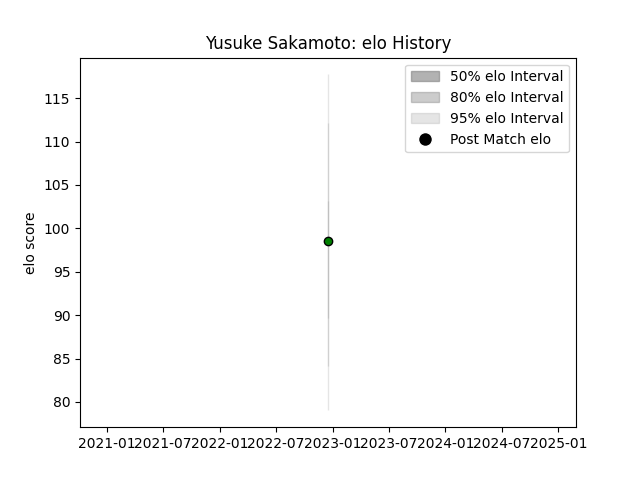 Yusuke Sakamoto: elo History
50% elo Interval
80% elo Interval
95% elo Interval
Post Match elo
elo score
115
110
105
100
95
90
85
80
2021-01 2021-07 2022-01 2022-07 2023-01 2023-07 2024-01 2024-07 2025-01